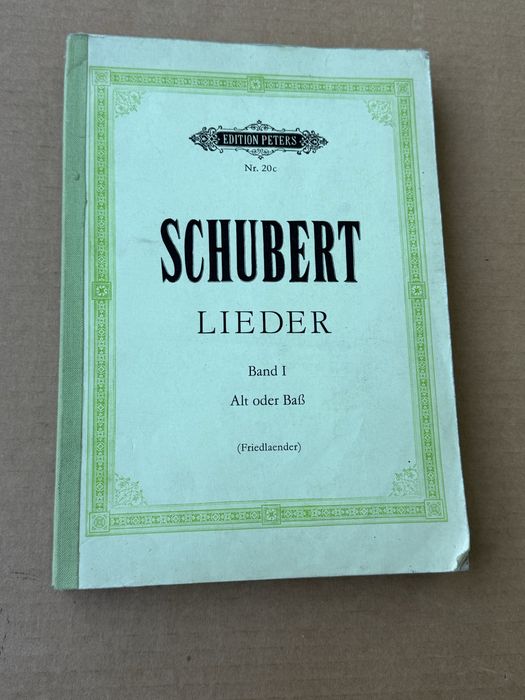 EDITION PETERS
Nr. 20c
SCHUBERT
LIEDER
Band I
Alt oder Baß
(Friedlaender)